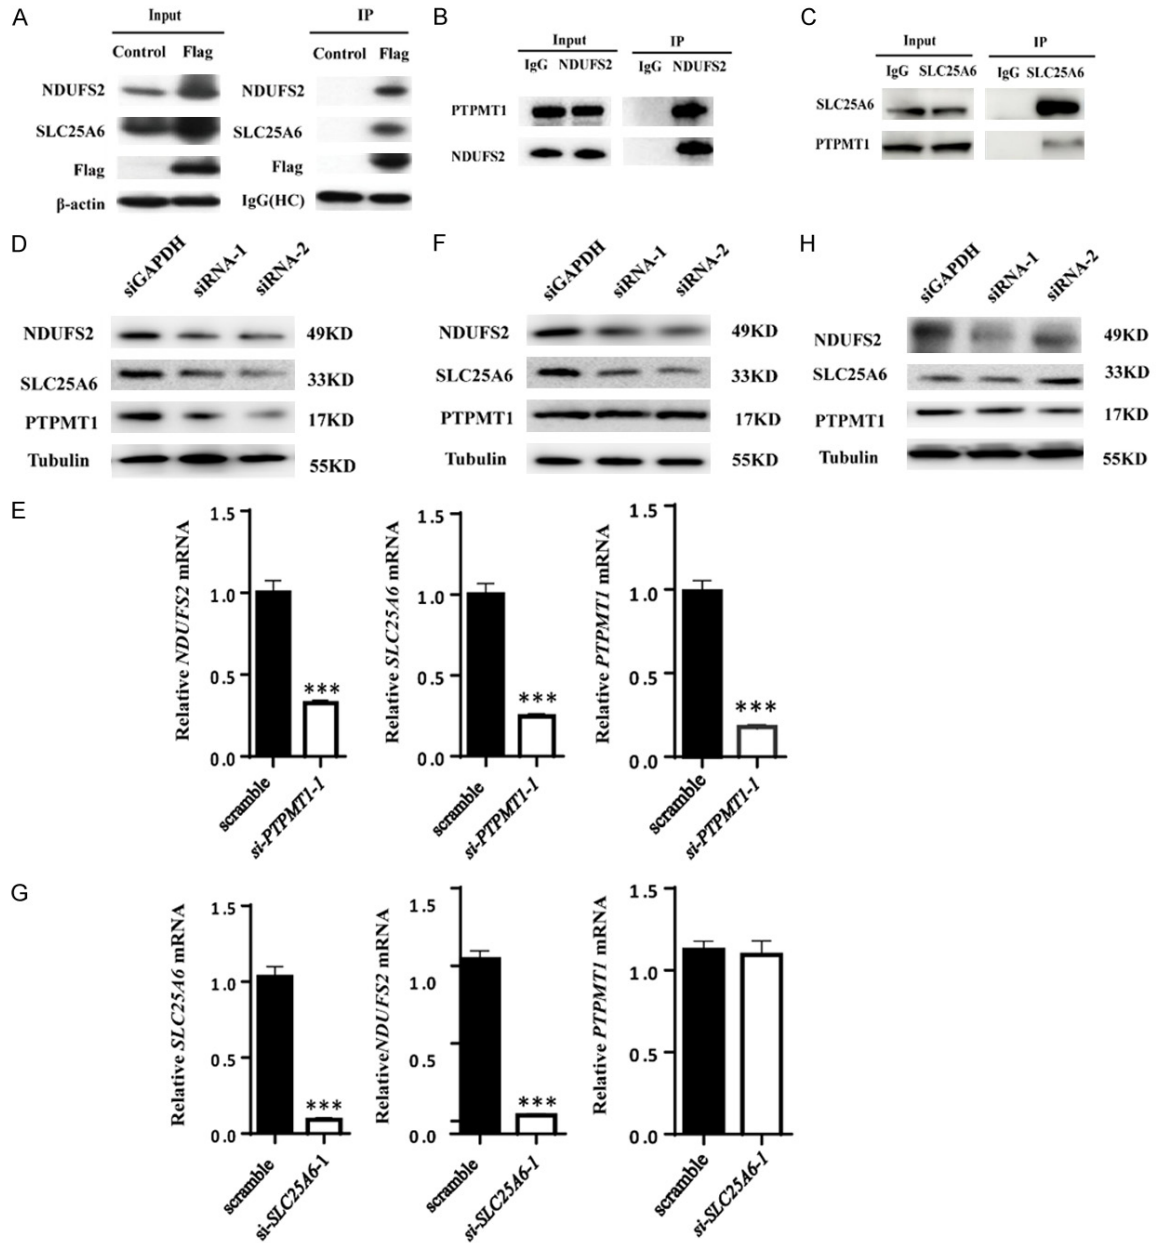 A
Input
IP
Control Flag
Control Flag
NDUFS2
NDUFS2
SLC25A6
SLC25A6
Flag
Flag
β-actin
IgG(HC)
B
Input
IP
IgG NDUFS2
IgG NDUFS2
PTPMT1
NDUFS2
C
Input
IP
IgG SLC25A6
IgG SLC25A6
SLC25A6
PTPMT1
D
siGAPDH
siRNA-1
siRNA-2
NDUFS2
49KD
SLC25A6
33KD
PTPMT1
17KD
Tubulin
55KD
F
siGAPDH
siRNA-1
siRNA-2
NDUFS2
49KD
SLC25A6
33KD
PTPMT1
17KD
Tubulin
55KD
H
siGAPDH
siRNA-1
siRNA-2
NDUFS2
49KD
SLC25A6
33KD
PTPMT1
17KD
Tubulin
55KD
E
Relative NDUFS2 mRNA
1.5
1.0
0.5
0.0
***
scramble
si-PTPMT1-1
Relative SLC25A6 mRNA
1.5
1.0
0.5
0.0
***
scramble
si-PTPMT1-1
Relative PTPMT1 mRNA
1.5
1.0
0.5
0.0
***
scramble
si-PTPMT1-1
G
Relative SLC25A6 mRNA
1.5
1.0
0.5
0.0
***
scramble
si-SLC25A6-1
RelativeNDUFS2 mRNA
1.5
1.0
0.5
0.0
***
scramble
si-SLC25A6-1
Relative PTPMT1 mRNA
1.5
1.0
0.5
0.0
scramble
si-SLC25A6-1